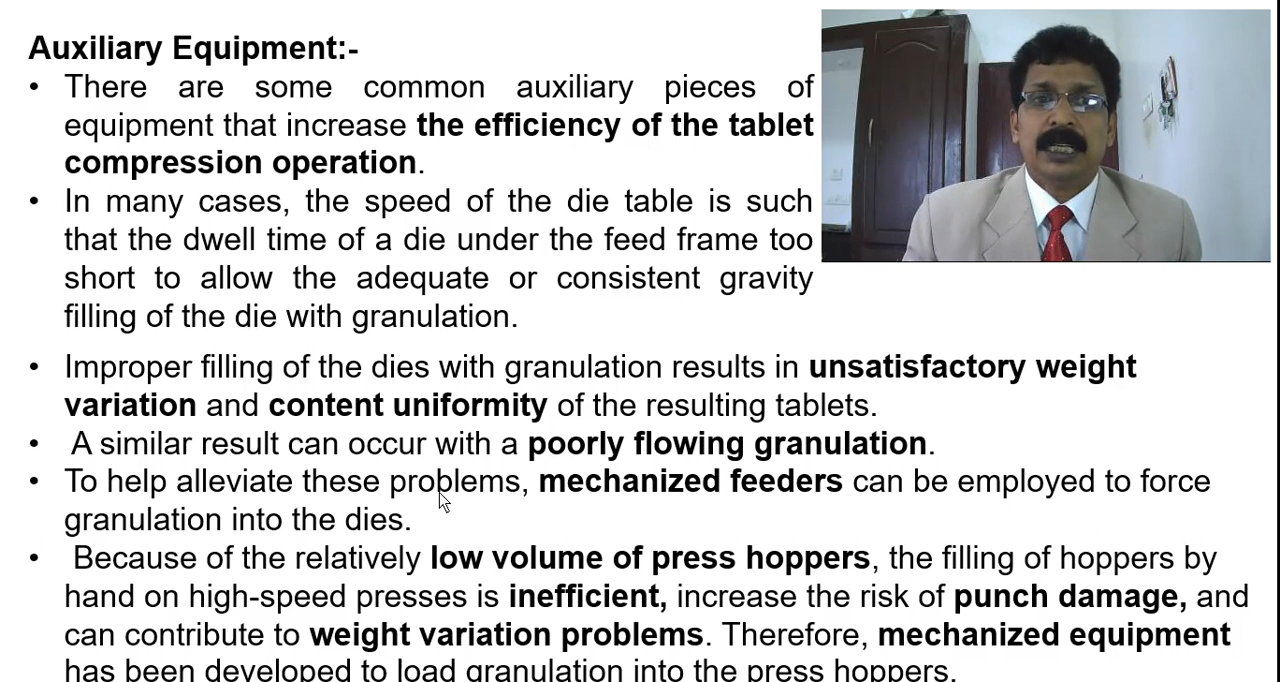 Auxiliary Equipment:-
• There are some common auxiliary pieces of
equipment that increase the efficiency of the tablet
compression operation.
• In many cases, the speed of the die table is such
that the dwell time of a die under the feed frame too
short to allow the adequate or consistent gravity
filling of the die with granulation.
• Improper filling of the dies with granulation results in unsatisfactory weight
variation and content uniformity of the resulting tablets.
• A similar result can occur with a poorly flowing granulation.
• To help alleviate these problems, mechanized feeders can be employed to force
granulation into the dies.
• Because of the relatively low volume of press hoppers, the filling of hoppers by
hand on high-speed presses is inefficient, increase the risk of punch damage, and
can contribute to weight variation problems. Therefore, mechanized equipment
has been developed to load granulation into the press hoppers.